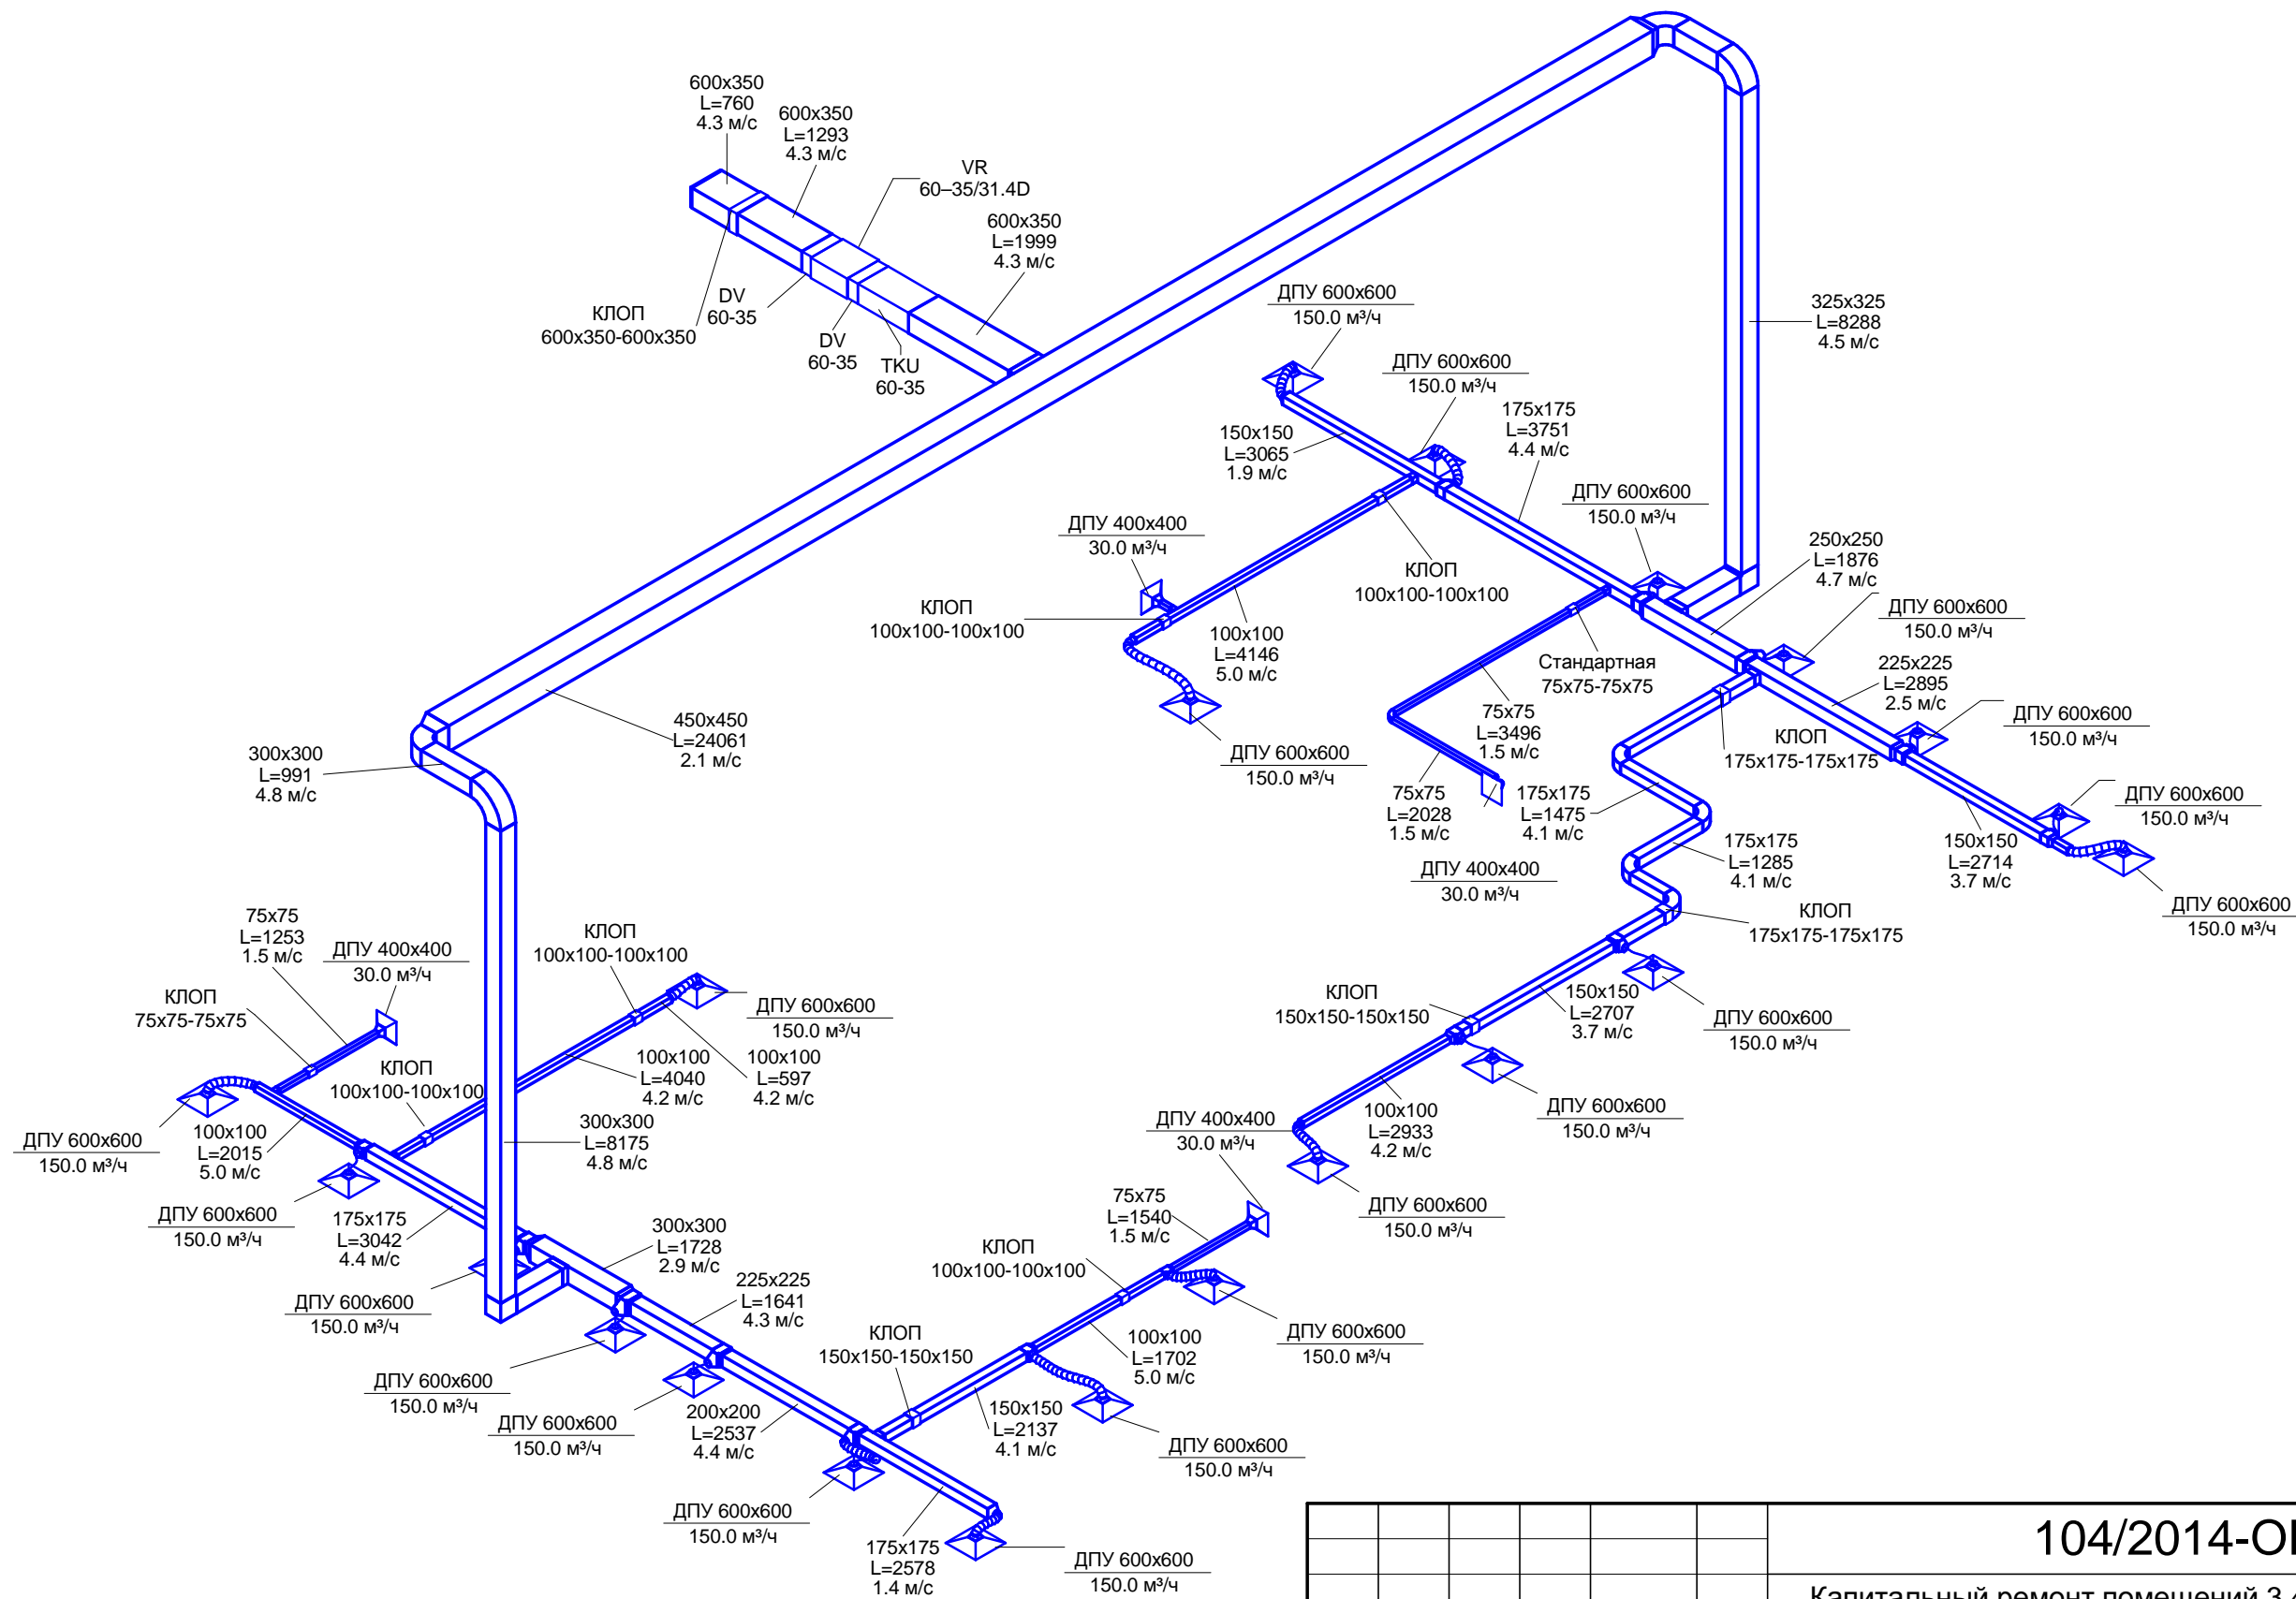 600x350
L=760
4.3 м/с
600x350
L=1293
4.3 м/с
VR
60–35/31.4D
600x350
L=1999
4.3 м/с
КЛОП
600x350-600x350
DV
60-35
DV
60-35
TKU
60-35
ДПУ 600x600
150.0 м³/ч
ДПУ 600x600
150.0 м³/ч
325x325
L=8288
4.5 м/с
150x150
L=3065
1.9 м/с
175x175
L=3751
4.4 м/с
ДПУ 600x600
150.0 м³/ч
ДПУ 400x400
30.0 м³/ч
КЛОП
100x100-100x100
250x250
L=1876
4.7 м/с
КЛОП
100x100-100x100
ДПУ 600x600
150.0 м³/ч
100x100
L=4146
5.0 м/с
Стандартная
75x75-75x75
225x225
L=2895
2.5 м/с
ДПУ 600x600
150.0 м³/ч
450x450
L=24061
2.1 м/с
300x300
L=991
4.8 м/с
ДПУ 600x600
150.0 м³/ч
75x75
L=3496
1.5 м/с
КЛОП
175x175-175x175
75x75
L=2028
1.5 м/с
175x175
L=1475
4.1 м/с
ДПУ 600x600
150.0 м³/ч
175x175
L=1285
4.1 м/с
150x150
L=2714
3.7 м/с
ДПУ 400x400
30.0 м³/ч
ДПУ 600x600
150.0 м³/ч
КЛОП
175x175-175x175
75x75
L=1253
1.5 м/с
ДПУ 400x400
30.0 м³/ч
КЛОП
100x100-100x100
КЛОП
75x75-75x75
ДПУ 600x600
150.0 м³/ч
КЛОП
150x150-150x150
150x150
L=2707
3.7 м/с
ДПУ 600x600
150.0 м³/ч
КЛОП
100x100-100x100
100x100
L=4040
4.2 м/с
100x100
L=597
4.2 м/с
ДПУ 600x600
150.0 м³/ч
100x100
L=2015
5.0 м/с
300x300
L=8175
4.8 м/с
ДПУ 400x400
30.0 м³/ч
100x100
L=2933
4.2 м/с
ДПУ 600x600
150.0 м³/ч
ДПУ 600x600
150.0 м³/ч
175x175
L=3042
4.4 м/с
300x300
L=1728
2.9 м/с
75x75
L=1540
1.5 м/с
ДПУ 600x600
150.0 м³/ч
КЛОП
100x100-100x100
225x225
L=1641
4.3 м/с
ДПУ 600x600
150.0 м³/ч
КЛОП
150x150-150x150
100x100
L=1702
5.0 м/с
ДПУ 600x600
150.0 м³/ч
ДПУ 600x600
150.0 м³/ч
ДПУ 600x600
150.0 м³/ч
200x200
L=2537
4.4 м/с
150x150
L=2137
4.1 м/с
ДПУ 600x600
150.0 м³/ч
ДПУ 600x600
150.0 м³/ч
175x175
L=2578
1.4 м/с
ДПУ 600x600
150.0 м³/ч
104/2014-О
Капитальный ремонт помещений 3